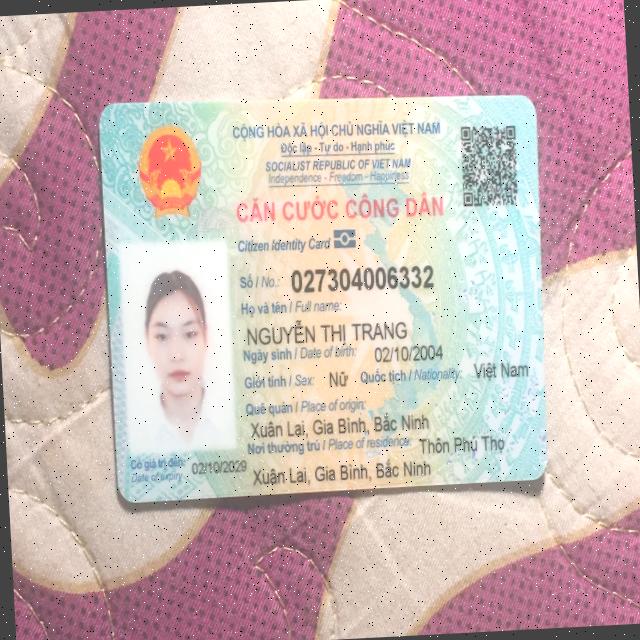 CỘNG HÒA XÃ HỘI CHỦ NGHĨA VIỆT NAM
Độc lập - Tự do - Hạnh phúc
SOCIALIST REPUBLIC OF VIET NAM
Independence - Freedom - Happiness
CĂN CƯỚC CÔNG DÂN
Citizen Identity Card
Số / No.: 027304006332
Họ và tên / Full name:
NGUYỄN THỊ TRANG
Ngày sinh / Date of birth: 02/10/2004
Giới tính / Sex: Nữ Quốc tịch / Nationality: Việt Nam
Quê quán / Place of origin:
Xuân Lai, Gia Bình, Bắc Ninh
Nơi thường trú / Place of residence: Thôn Phú Thọ
Xuân Lai, Gia Bình, Bắc Ninh
Có giá trị đến: 02/10/2029
Date of expiry